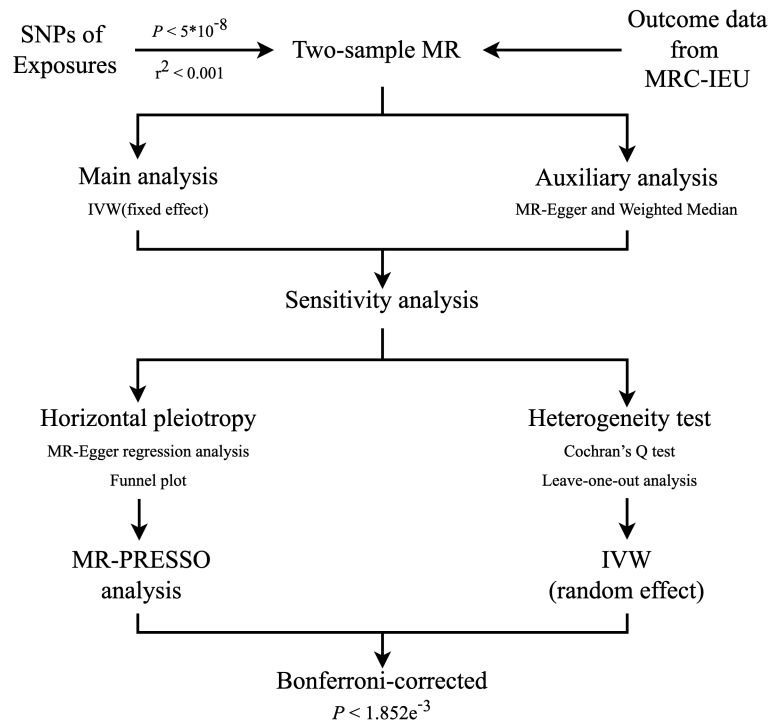 SNPs of
Exposures
P < 5*10^-8
r^2 < 0.001
Two-sample MR
Outcome data
from
MRC-IEU
Main analysis
IVW(fixed effect)
Auxiliary analysis
MR-Egger and Weighted Median
Sensitivity analysis
Horizontal pleiotropy
MR-Egger regression analysis
Funnel plot
Heterogeneity test
Cochran’s Q test
Leave-one-out analysis
MR-PRESSO
analysis
IVW
(random effect)
Bonferroni-corrected
P < 1.852e^-3